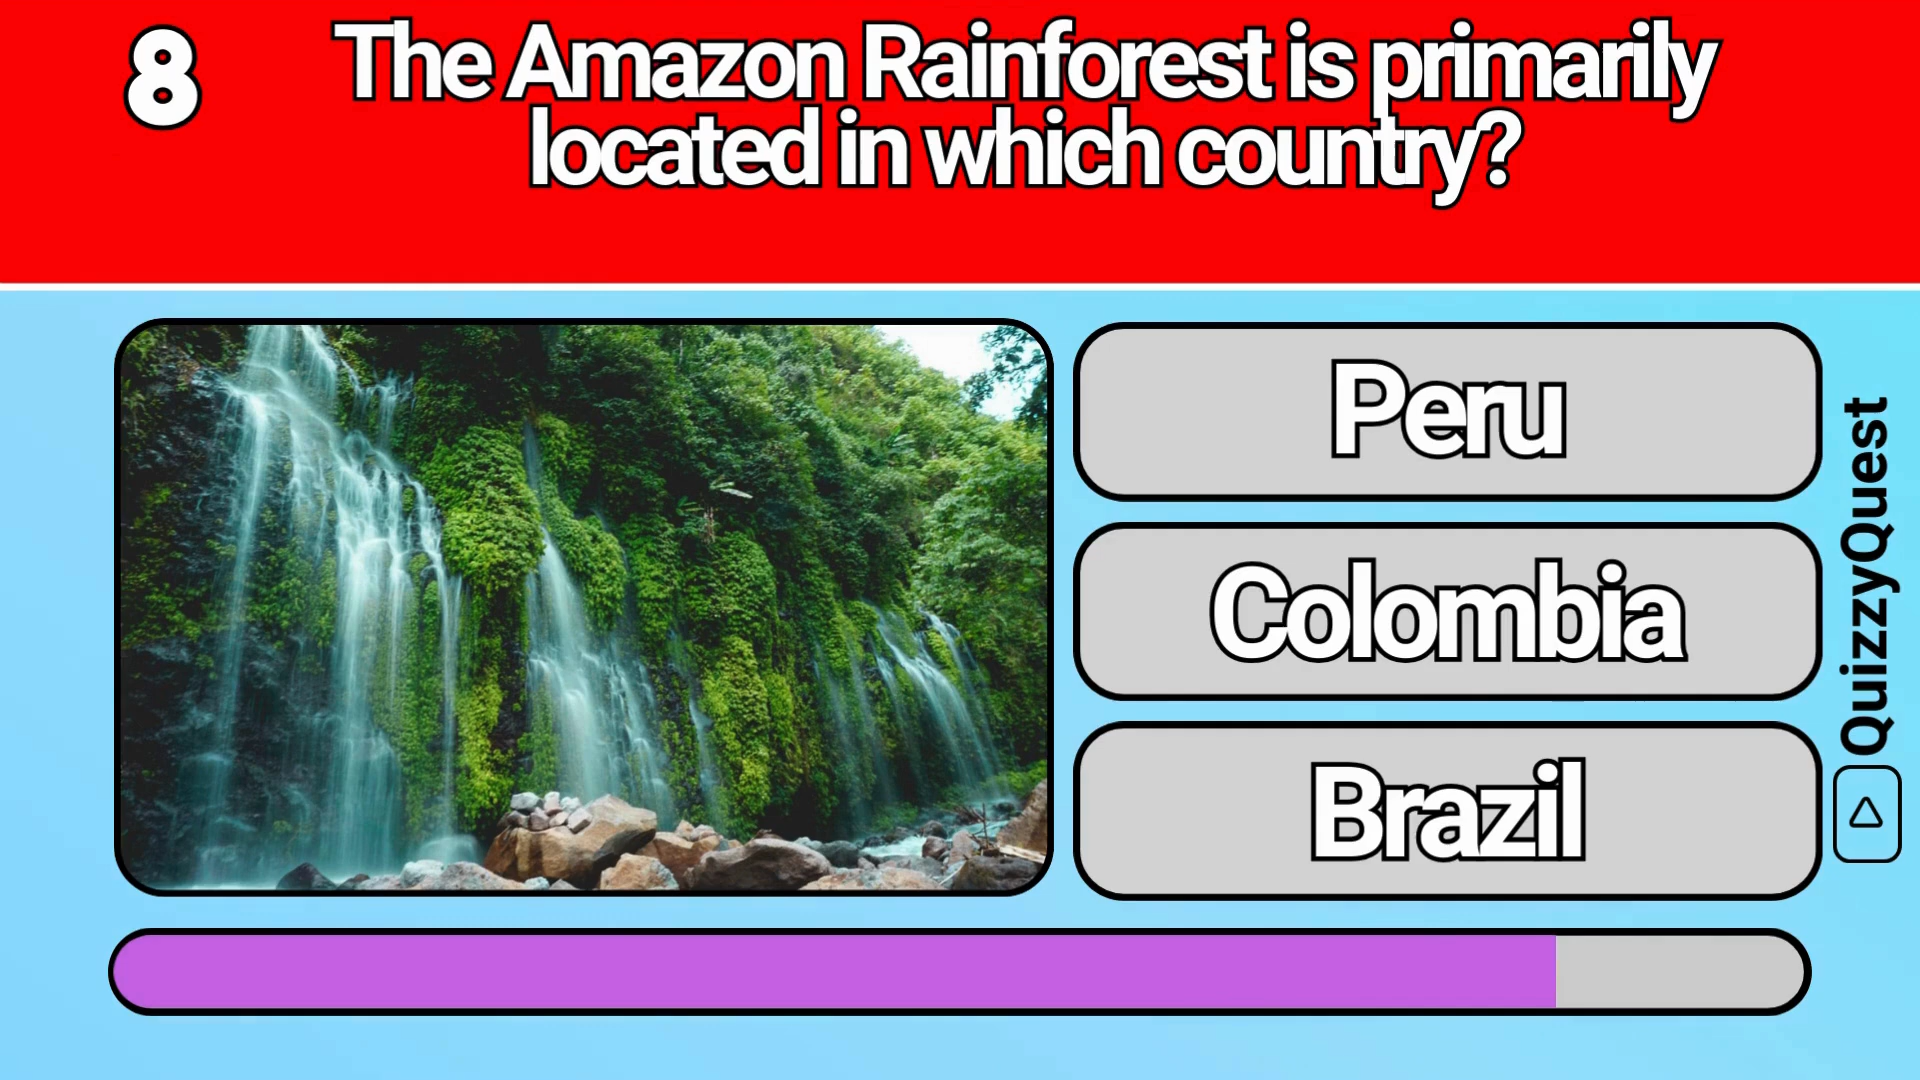 8
The Amazon Rainforest is primarily
located in which country?
Peru
Colombia
Brazil
QuizzyQuest